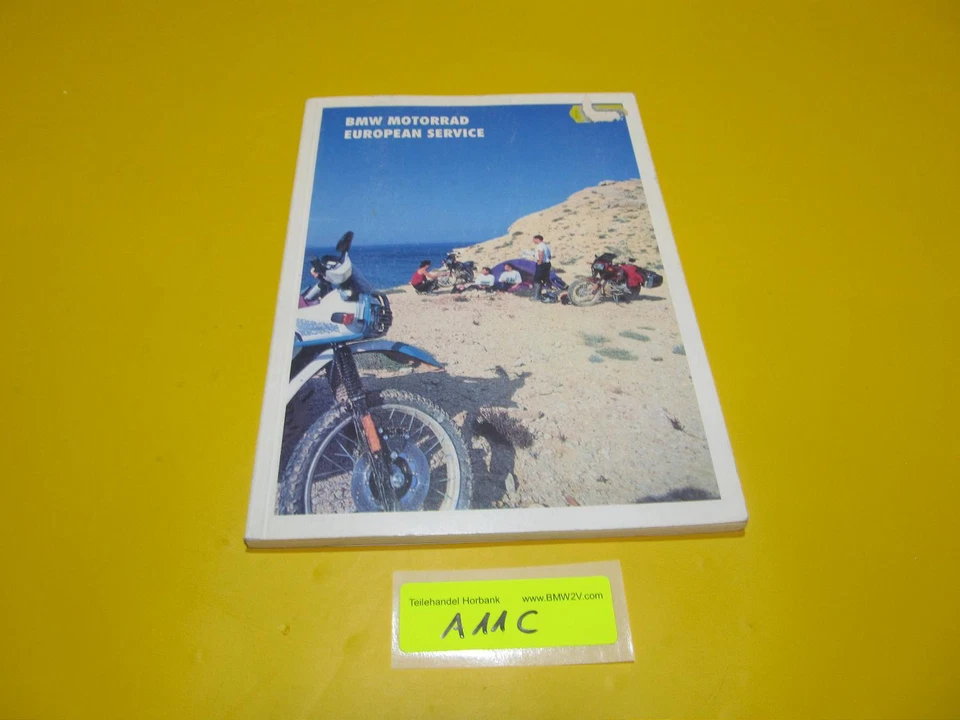 BMW MOTORRAD
EUROPEAN SERVICE
Teilehandel Horbank www.BMW2V.com
A11C